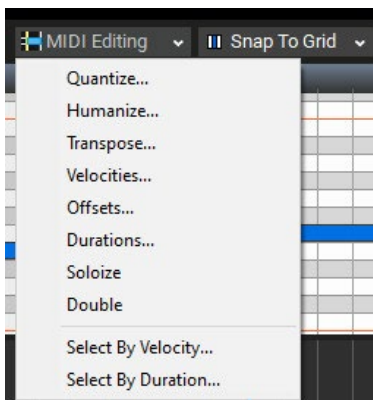 MIDI Editing Snap To Grid
Quantize...
Humanize...
Transpose...
Velocities...
Offsets...
Durations...
Soloize
Double
Select By Velocity...
Select By Duration...